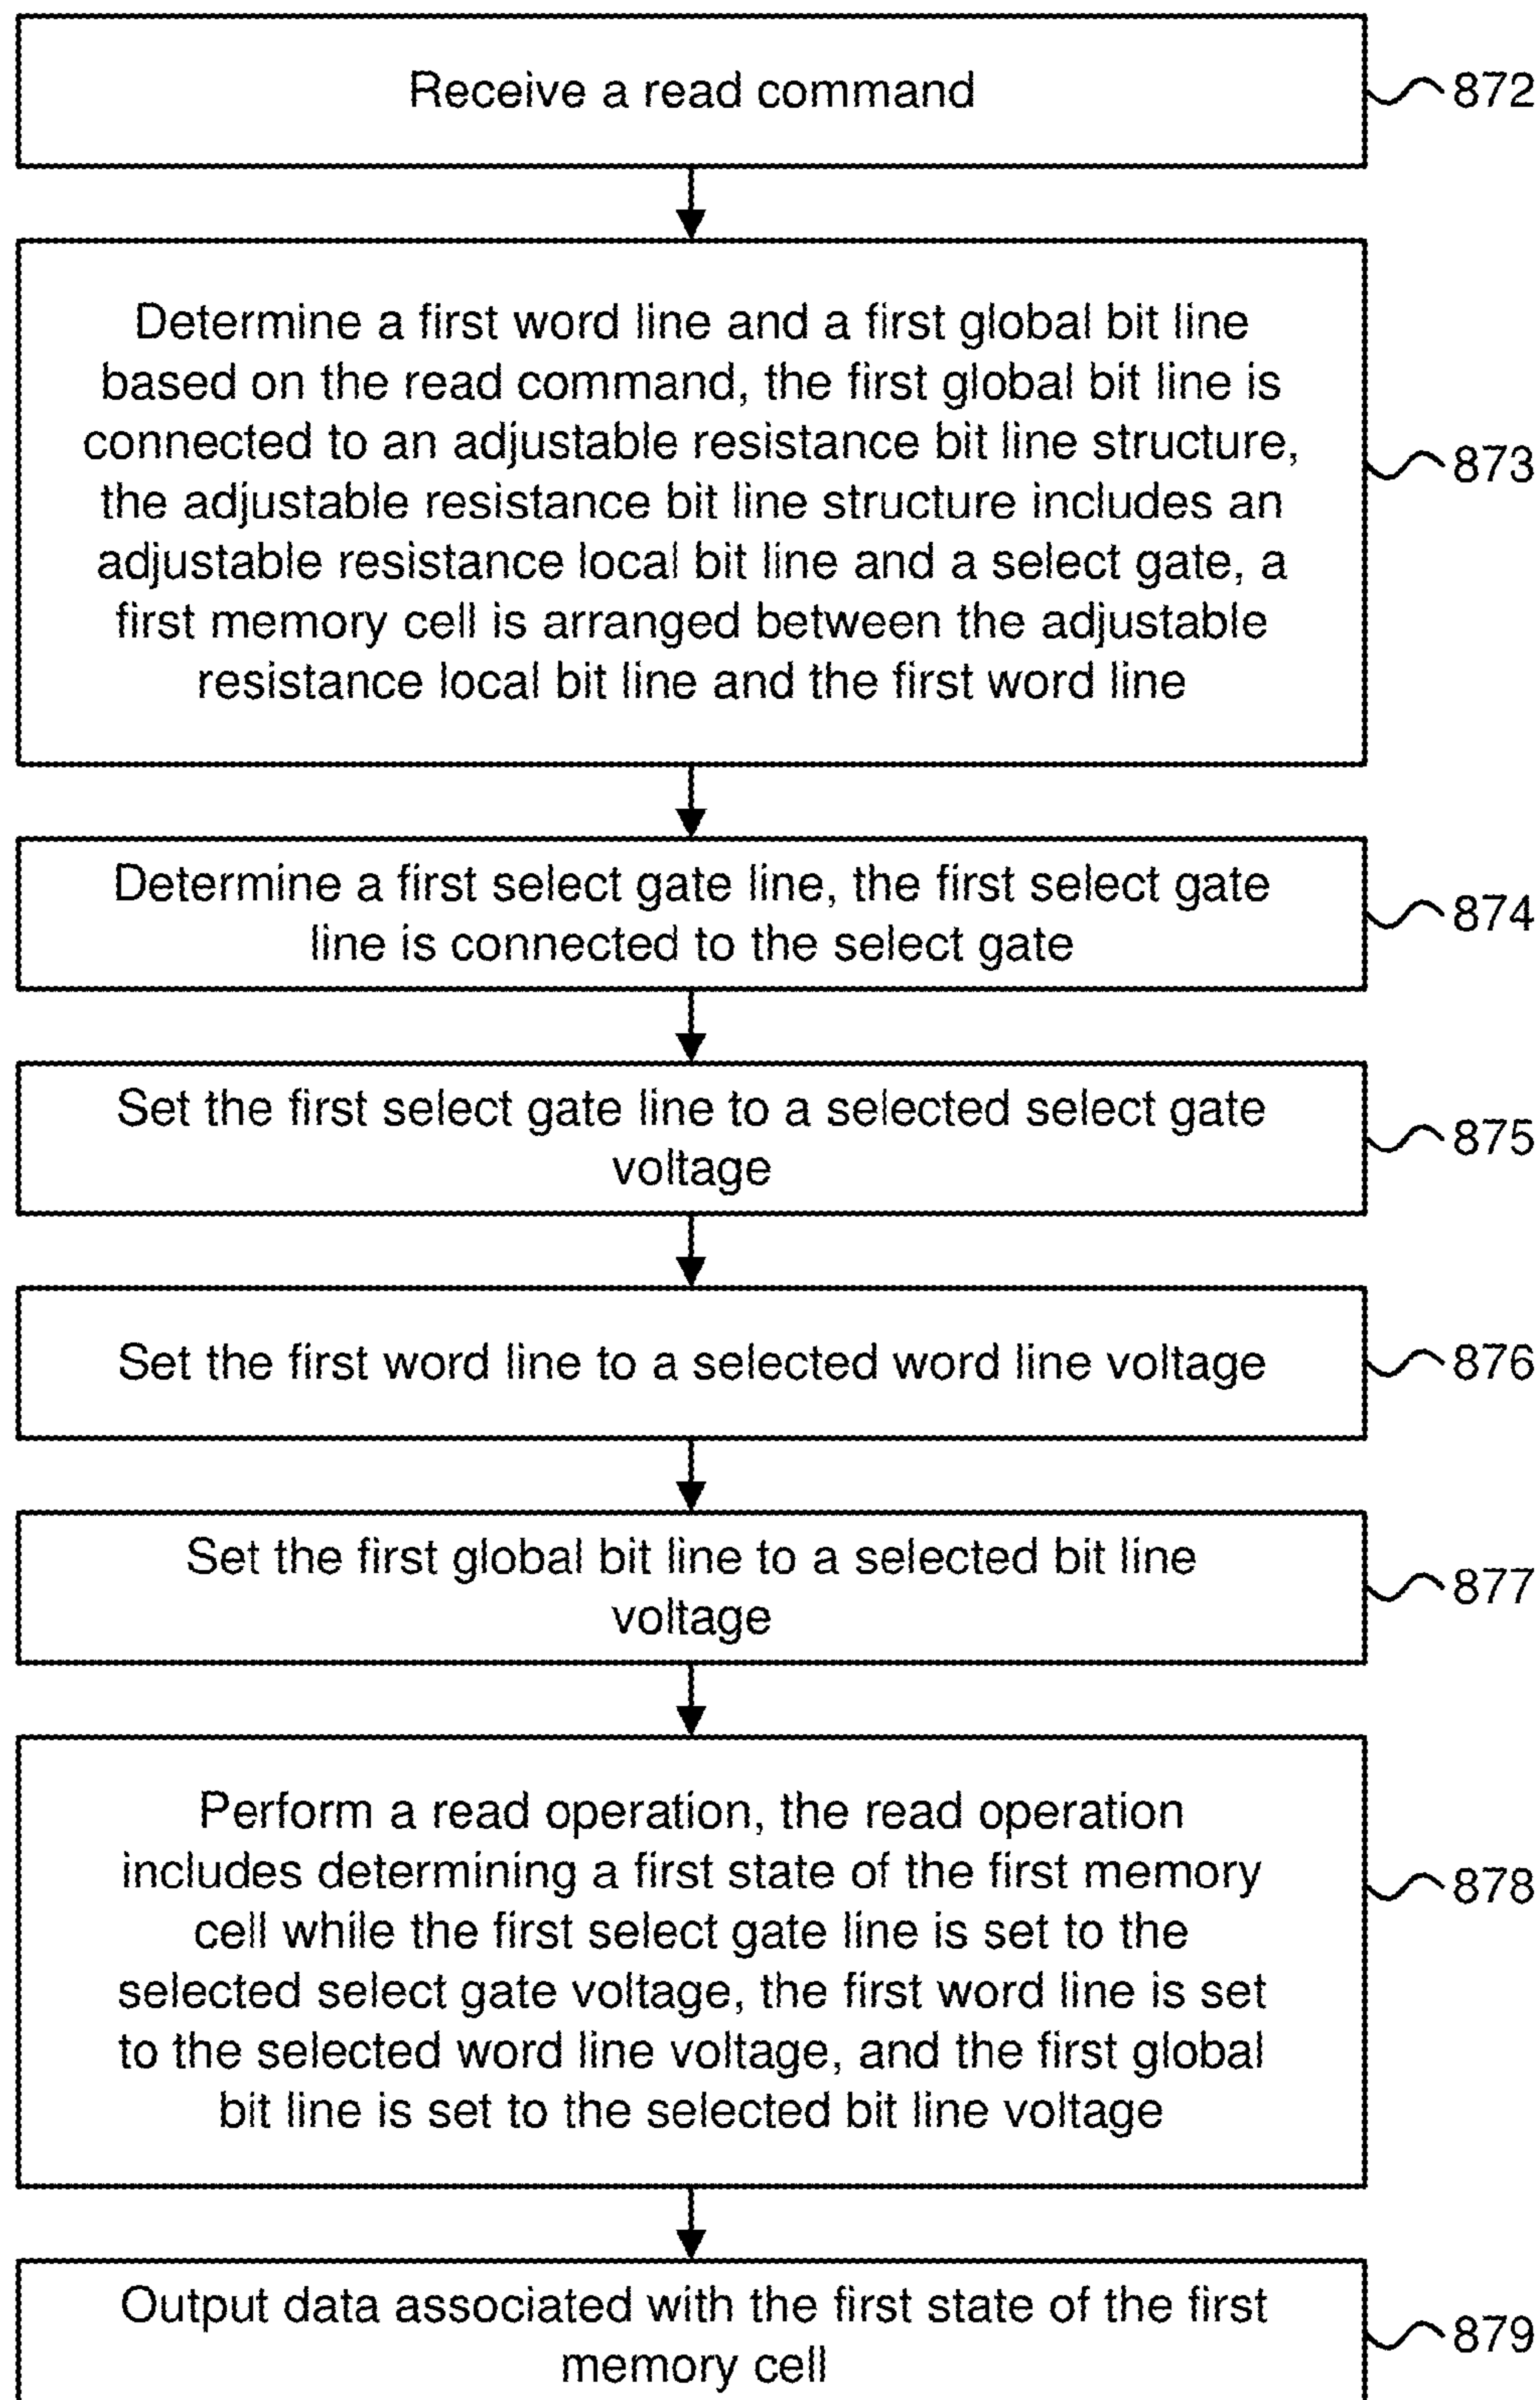 Receive a read command
872
Determine a first word line and a first global bit line
based on the read command, the first global bit line is
connected to an adjustable resistance bit line structure,
the adjustable resistance bit line structure includes an
adjustable resistance local bit line and a select gate, a
first memory cell is arranged between the adjustable
resistance local bit line and the first word line
873
Determine a first select gate line, the first select gate
line is connected to the select gate
874
Set the first select gate line to a selected select gate
voltage
875
Set the first word line to a selected word line voltage
876
Set the first global bit line to a selected bit line
voltage
877
Perform a read operation, the read operation
includes determining a first state of the first memory
cell while the first select gate line is set to the
selected select gate voltage, the first word line is set
to the selected word line voltage, and the first global
bit line is set to the selected bit line voltage
878
Output data associated with the first state of the first
memory cell
879